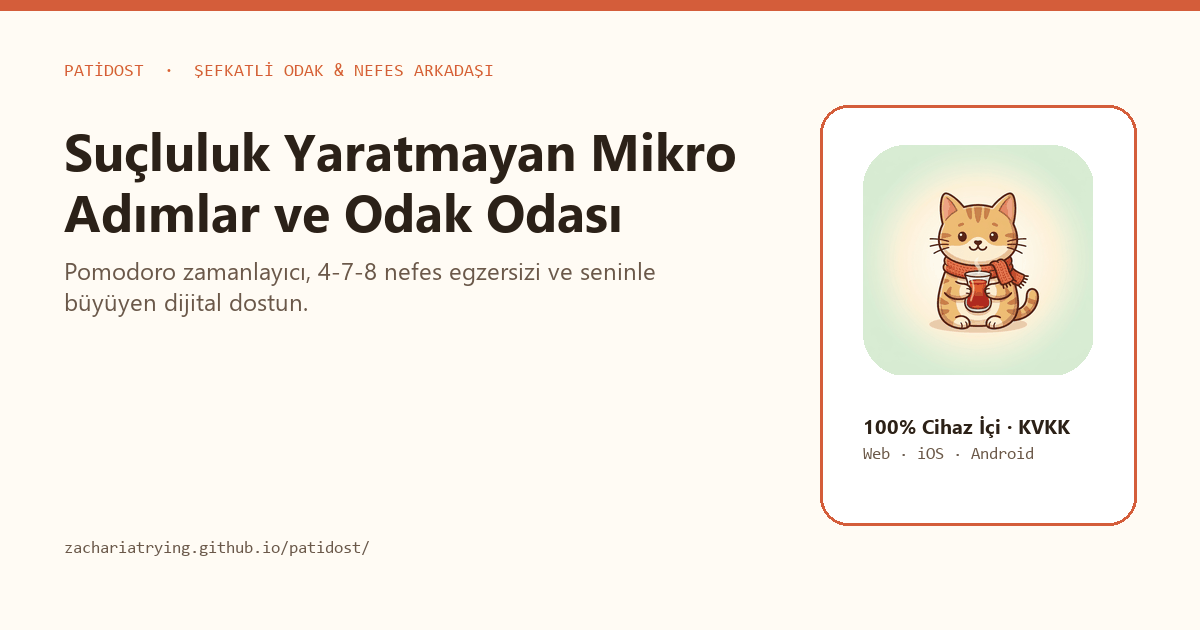 PATİDOST · ŞEFKATLİ ODAK & NEFES ARKADAŞI
Suçluluk Yaratmayan Mikro
Adımlar ve Odak Odası
Pomodoro zamanlayıcı, 4-7-8 nefes egzersizi ve seninle
büyüyen dijital dostun.
100% Cihaz İçi · KVKK
Web · iOS · Android
zachariatrying.github.io/patidost/